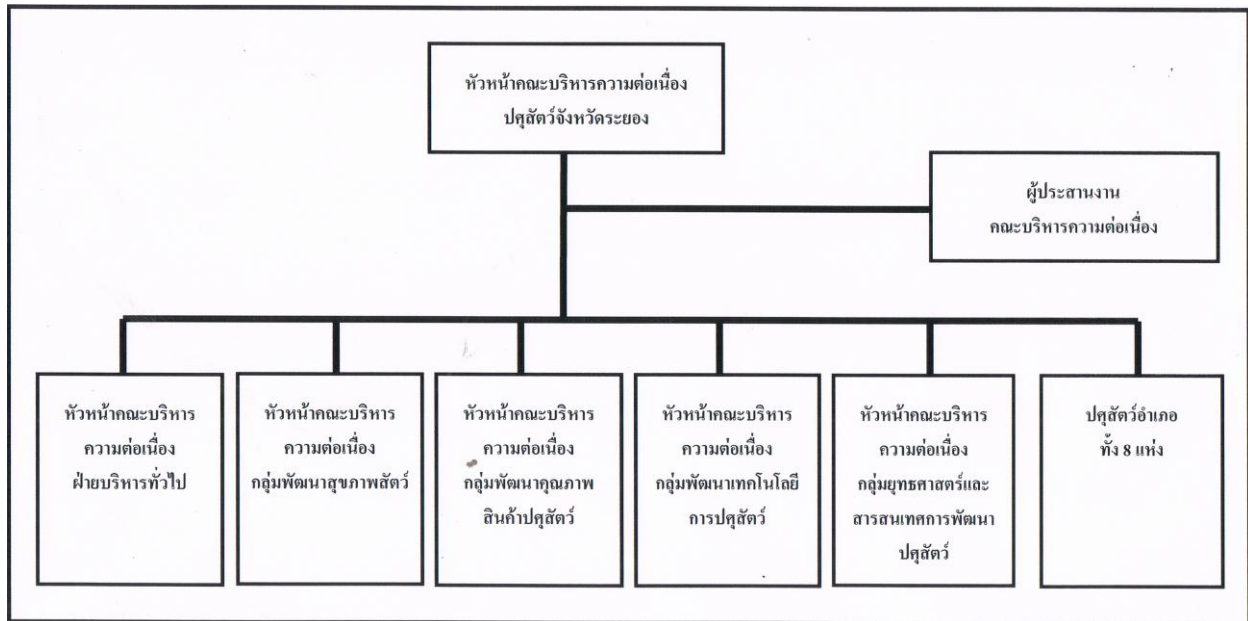 หัวหน้าคณะบริหารความต่อเนื่อง
ปศุสัตว์จังหวัดระยอง
ผู้ประสานงาน
คณะบริหารความต่อเนื่อง
หัวหน้าคณะบริหาร
ความต่อเนื่อง
ฝ่ายบริหารทั่วไป
หัวหน้าคณะบริหาร
ความต่อเนื่อง
กลุ่มพัฒนาสุขภาพสัตว์
หัวหน้าคณะบริหาร
ความต่อเนื่อง
กลุ่มพัฒนาคุณภาพ
สินค้าปศุสัตว์
หัวหน้าคณะบริหาร
ความต่อเนื่อง
กลุ่มพัฒนาเทคโนโลยี
การปศุสัตว์
หัวหน้าคณะบริหาร
ความต่อเนื่อง
กลุ่มยุทธศาสตร์และ
สารสนเทศการพัฒนา
ปศุสัตว์
ปศุสัตว์อำเภอ
ทั้ง 8 แห่ง